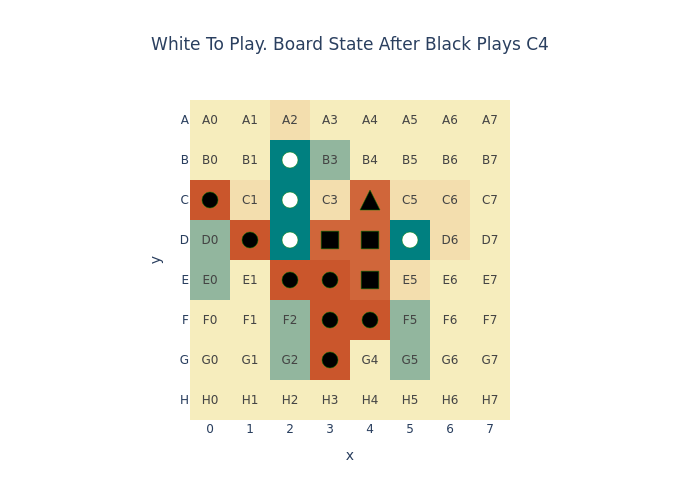 White To Play. Board State After Black Plays C4
A A0 A1 A2 A3 A4 A5 A6 A7
B B0 B1 B3 B4 B5 B6 B7
C C1 C3 C5 C6 C7
D D0 D6 D7
E E0 E1 E5 E6 E7
F F0 F1 F2 F5 F6 F7
G G0 G1 G2 G4 G5 G6 G7
H H0 H1 H2 H3 H4 H5 H6 H7
0 1 2 3 4 5 6 7
x
y